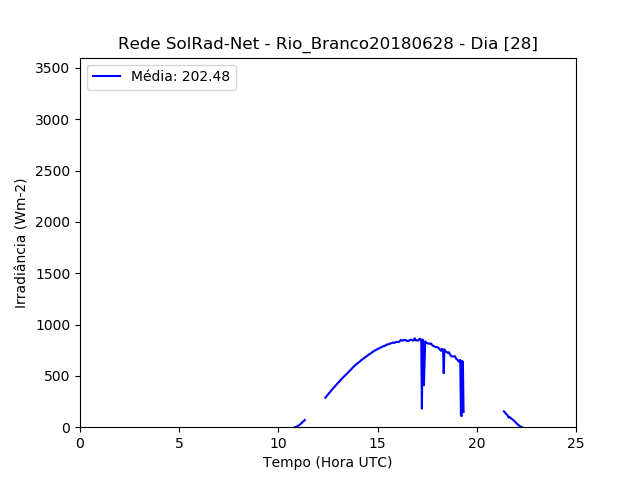 Rede SolRad-Net - Rio_Branco20180628 - Dia [28]
Média: 202.48
3500
3000
2500
2000
1500
1000
500
0
Irradiância (Wm-2)
0 5 10 15 20 25
Tempo (Hora UTC)